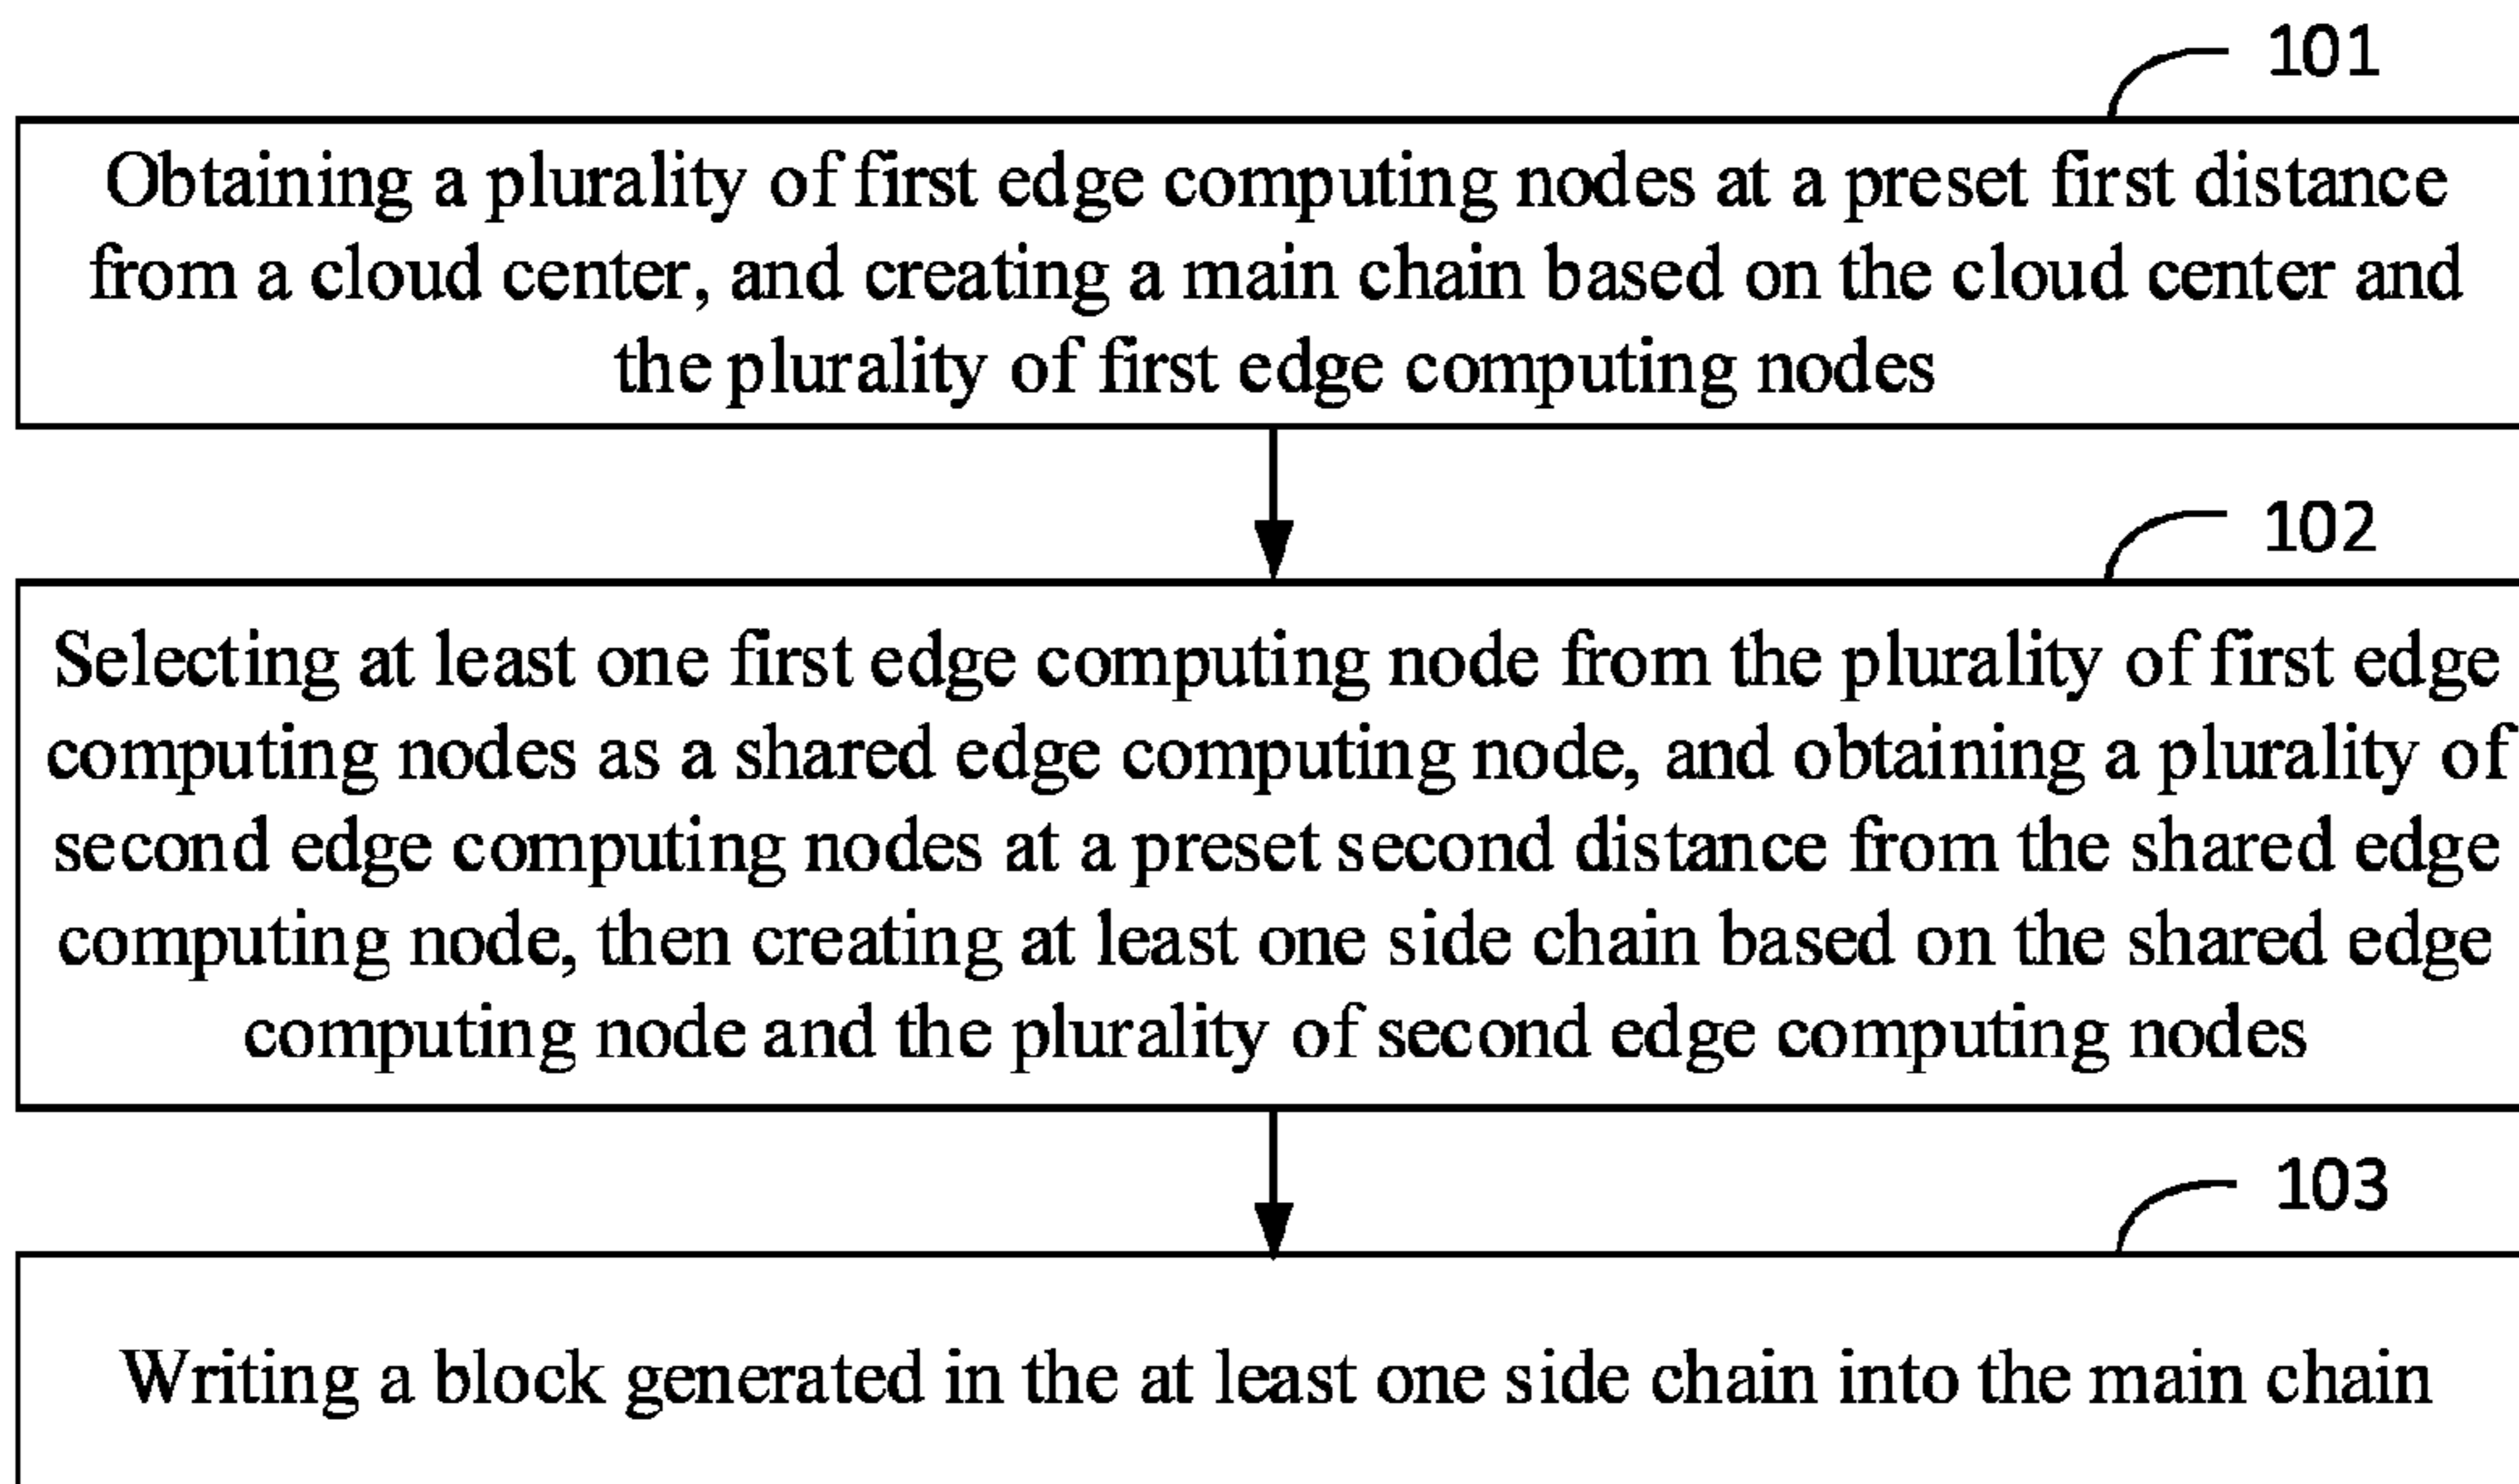 101
Obtaining a plurality of first edge computing nodes at a preset first distance
from a cloud center, and creating a main chain based on the cloud center and
the plurality of first edge computing nodes
102
Selecting at least one first edge computing node from the plurality of first edge
computing nodes as a shared edge computing node, and obtaining a plurality of
second edge computing nodes at a preset second distance from the shared edge
computing node, then creating at least one side chain based on the shared edge
computing node and the plurality of second edge computing nodes
103
Writing a block generated in the at least one side chain into the main chain